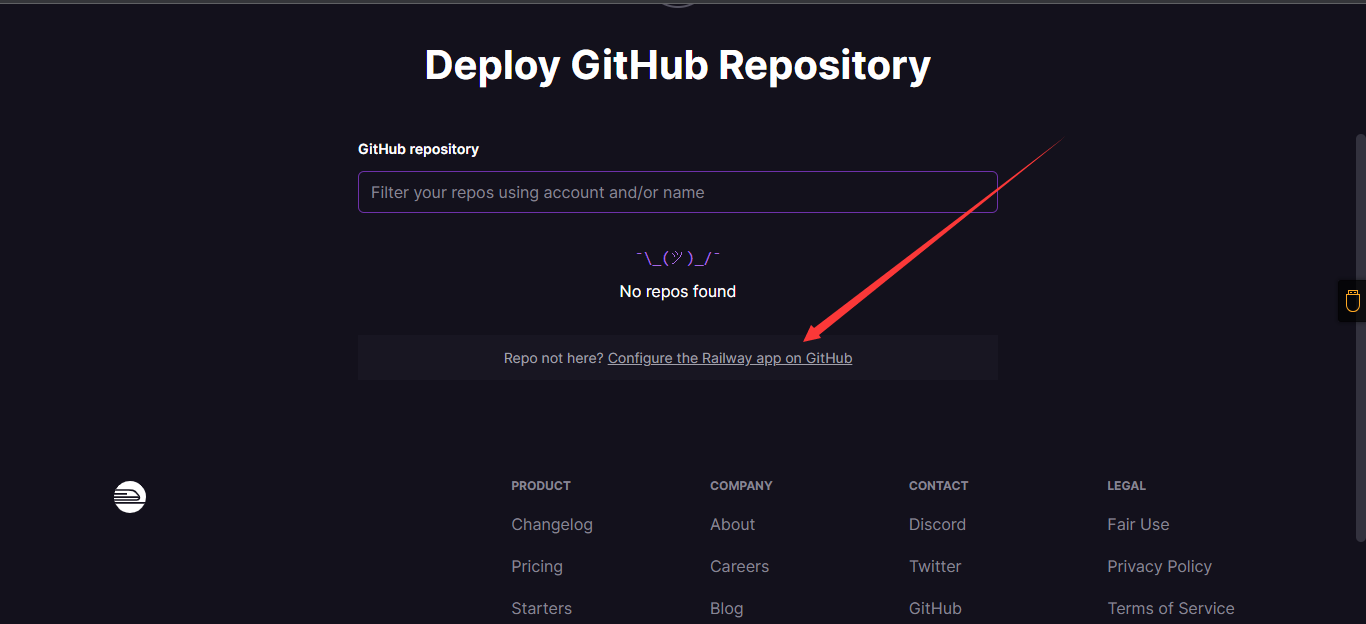 Deploy GitHub Repository
GitHub repository
Filter your repos using account and/or name
¯\_(ツ)_/¯
No repos found
Repo not here? Configure the Railway app on GitHub
PRODUCT COMPANY CONTACT LEGAL
Changelog About Discord Fair Use
Pricing Careers Twitter Privacy Policy
Starters Blog GitHub Terms of Service